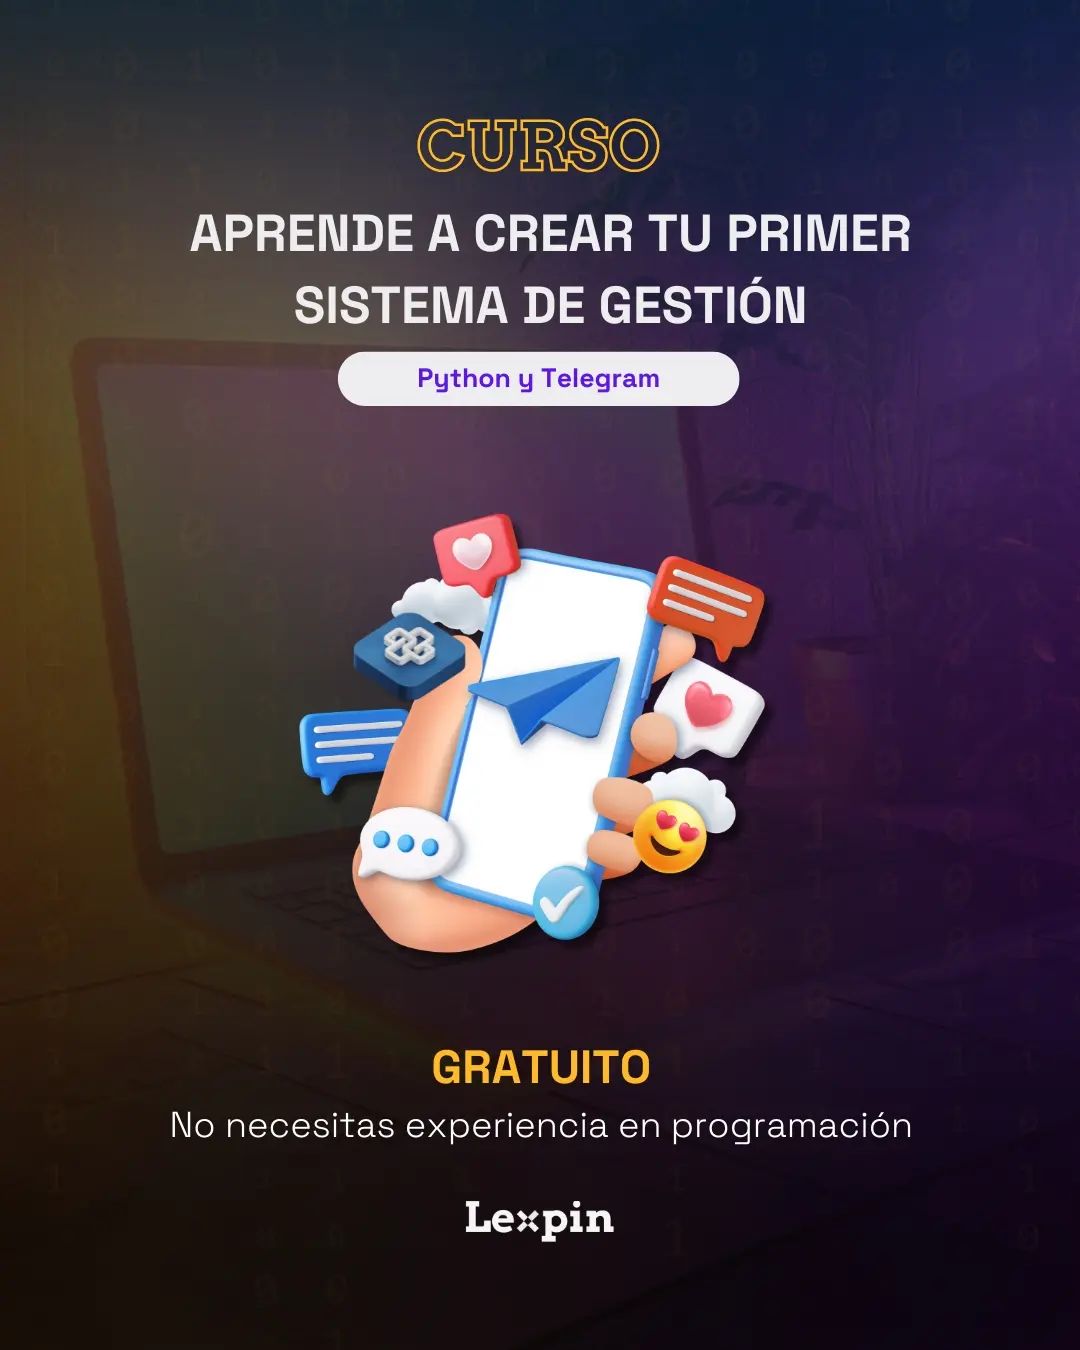 CURSO
APRENDE A CREAR TU PRIMER
SISTEMA DE GESTIÓN
Python y Telegram
GRATUITO
No necesitas experiencia en programación
Lexpin